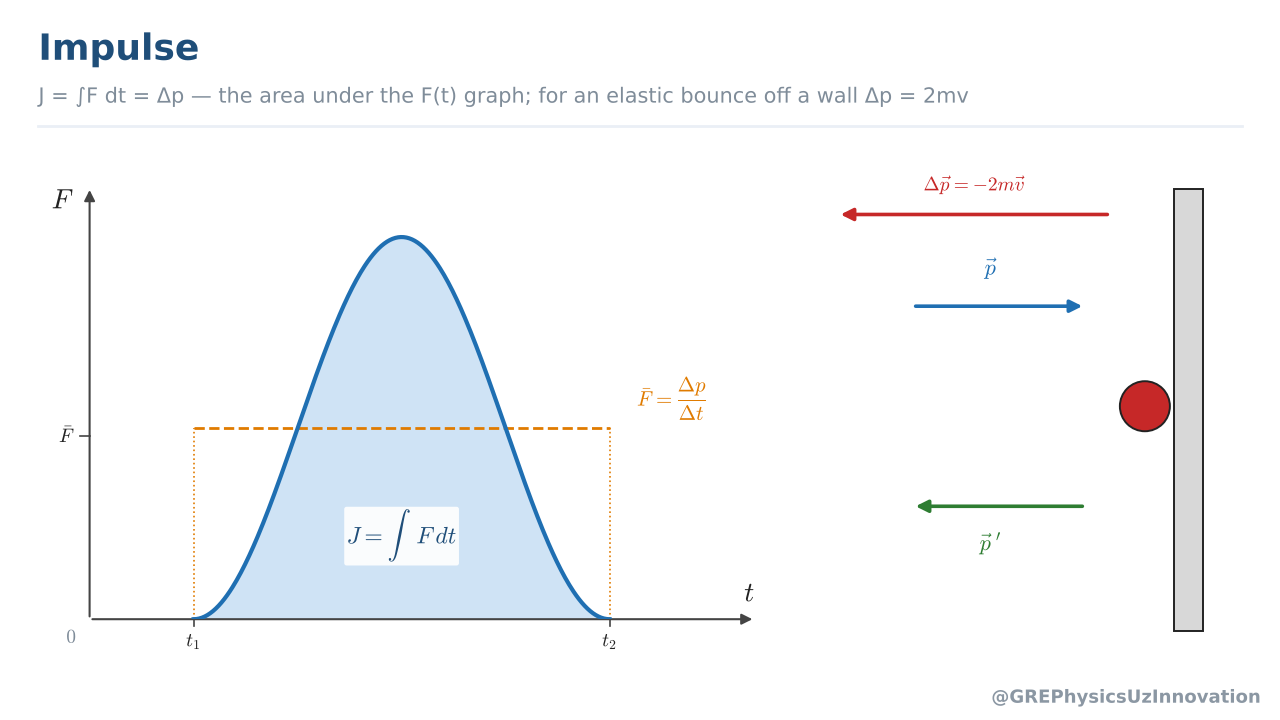 Impulse
J = ∫F dt = Δp — the area under the F(t) graph; for an elastic bounce off a wall Δp = 2mv
F
F̄
F̄ = Δp/Δt
J = ∫ F dt
t
0
t₁
t₂
Δp⃗ = −2mv⃗
p⃗
p⃗ ′
@GREPhysicsUzInnovation